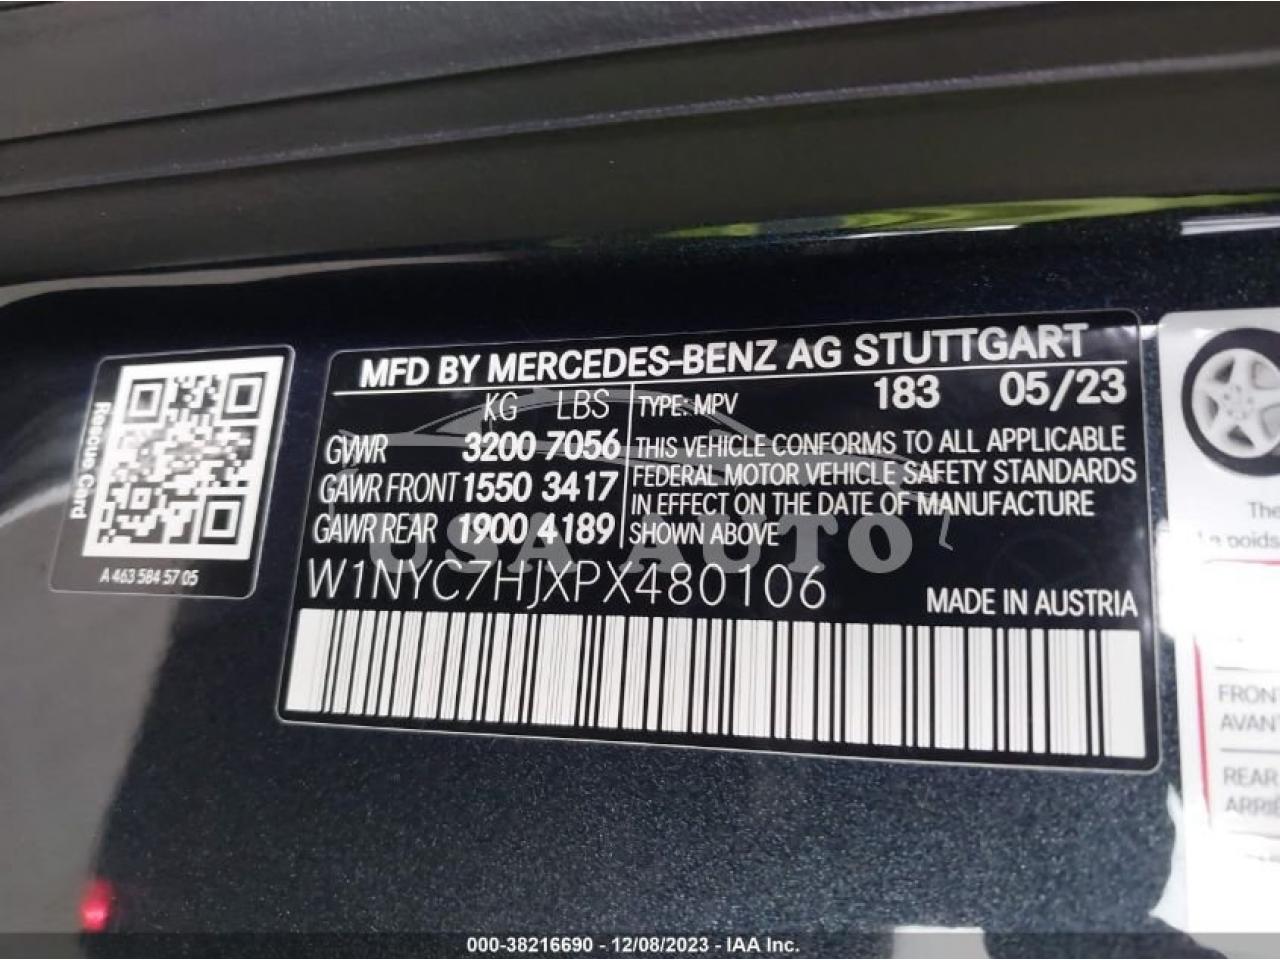 MFD BY MERCEDES-BENZ AG STUTTGART
KG LBS TYPE: MPV 183 05/23
GVWR 3200 7056 THIS VEHICLE CONFORMS TO ALL APPLICABLE
GAWR FRONT 1550 3417 FEDERAL MOTOR VEHICLE SAFETY STANDARDS
IN EFFECT ON THE DATE OF MANUFACTURE
GAWR REAR 1900 4189 SHOWN ABOVE
USA AUTO
W1NYC7HJXPX480106 MADE IN AUSTRIA
Rescue Card
A 463 584 57 05
The
Le poids
FRONT
AVANT
REAR
000-38216690 - 12/08/2023 - IAA Inc.